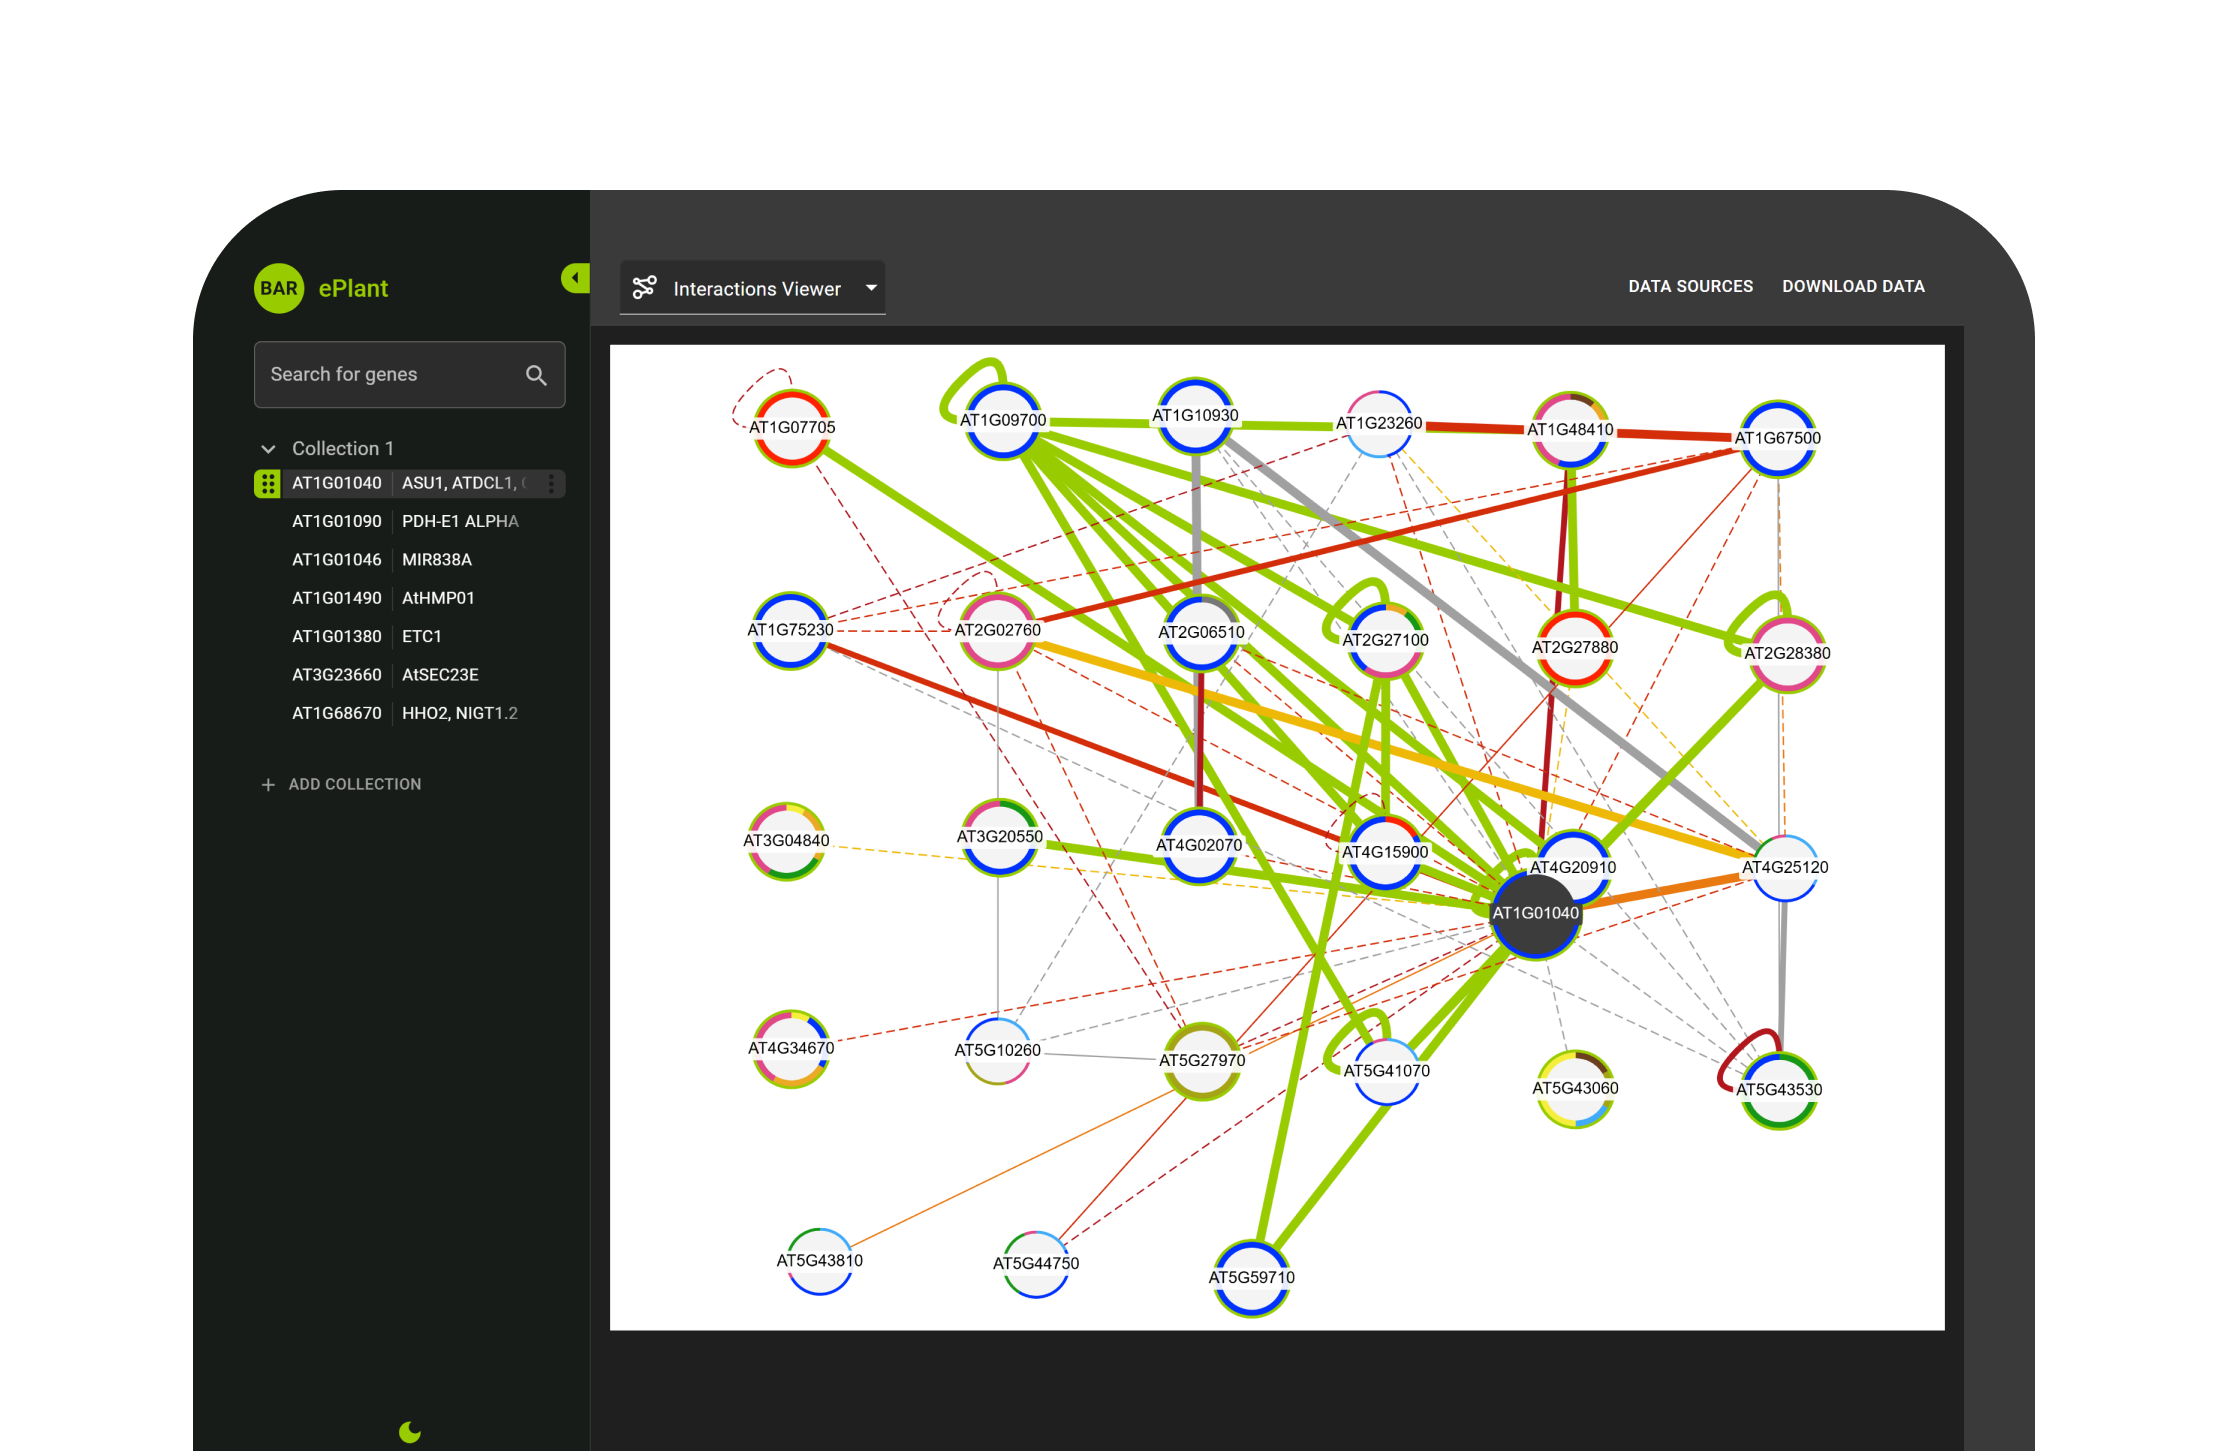 BAR ePlant
Interactions Viewer
DATA SOURCES DOWNLOAD DATA
Search for genes
Collection 1
AT1G01040 ASU1, ATDCL1,
AT1G01090 PDH-E1 ALPHA
AT1G01046 MIR838A
AT1G01490 AtHMP01
AT1G01380 ETC1
AT3G23660 AtSEC23E
AT1G68670 HHO2, NIGT1.2
+ ADD COLLECTION
AT1G07705 AT1G09700 AT1G10930 AT1G23260 AT1G48410 AT1G67500
AT1G75230 AT2G02760 AT2G06510 AT2G27100 AT2G27880 AT2G28380
AT3G04840 AT3G20550 AT4G02070 AT4G15900 AT4G20910 AT4G25120
AT1G01040
AT4G34670 AT5G10260 AT5G27970 AT5G41070 AT5G43060 AT5G43530
AT5G43810 AT5G44750 AT5G59710